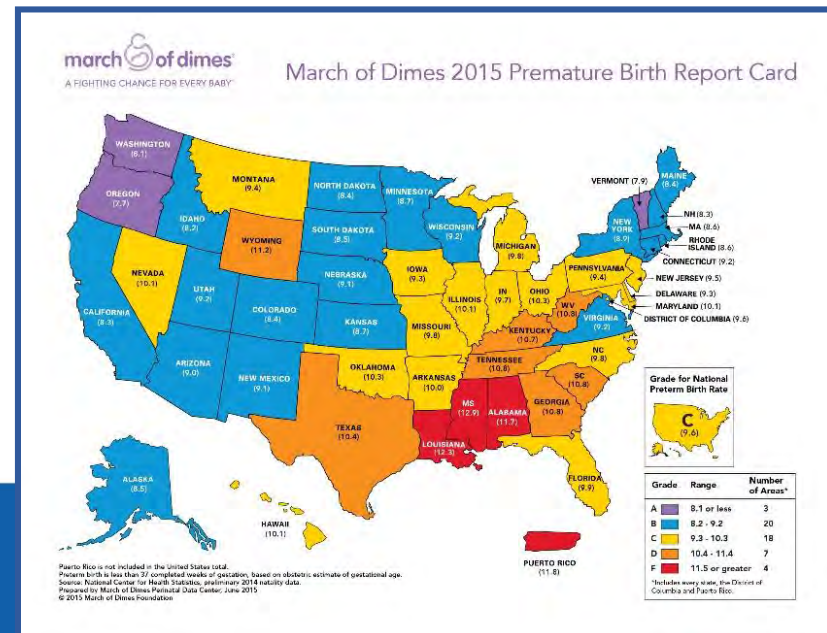 march of dimes®
A FIGHTING CHANCE FOR EVERY BABY™
March of Dimes 2015 Premature Birth Report Card
WASHINGTON
(8.1)
OREGON
(7.7)
MONTANA
(9.4)
IDAHO
(8.2)
WYOMING
(11.2)
NEVADA
(10.1)
UTAH
(9.2)
CALIFORNIA
(8.3)
COLORADO
(8.4)
ARIZONA
(9.0)
NEW MEXICO
(9.1)
NORTH DAKOTA
(8.4)
SOUTH DAKOTA
(8.5)
NEBRASKA
(9.1)
KANSAS
(8.7)
OKLAHOMA
(10.3)
TEXAS
(10.4)
MINNESOTA
(8.7)
WISCONSIN
(9.2)
IOWA
(9.3)
MISSOURI
(9.8)
ARKANSAS
(10.0)
LOUISIANA
(12.3)
ILLINOIS
(10.1)
MICHIGAN
(9.8)
IN
(9.7)
OHIO
(10.3)
KENTUCKY
(10.7)
TENNESSEE
(10.8)
MS
(12.9)
ALABAMA
(11.7)
GEORGIA
(10.8)
FLORIDA
(9.9)
SC
(10.8)
NC
(9.8)
VIRGINIA
(9.2)
WV
(10.8)
PENNSYLVANIA
(9.4)
NEW
YORK
(8.9)
VERMONT (7.9)
MAINE
(8.4)
NH (8.3)
MA (8.6)
RHODE
ISLAND (8.6)
CONNECTICUT (9.2)
NEW JERSEY (9.5)
DELAWARE (9.3)
MARYLAND (10.1)
DISTRICT OF COLUMBIA (9.6)
ALASKA
(8.5)
HAWAII
(10.1)
PUERTO RICO
(11.8)
Grade for National
Preterm Birth Rate
C
(9.6)
Grade Range Number of Areas*
A 8.1 or less 3
B 8.2 - 9.2 20
C 9.3 - 10.3 18
D 10.4 - 11.4 7
F 11.5 or greater 4
*Includes every state, the District of
Columbia and Puerto Rico.
Puerto Rico is not included in the United States total.
Preterm birth is less than 37 completed weeks of gestation, based on obstetric estimate of gestational age.
Source: National Center for Health Statistics, preliminary 2014 natality data.
Prepared by March of Dimes Perinatal Data Center, June 2015
© 2015 March of Dimes Foundation